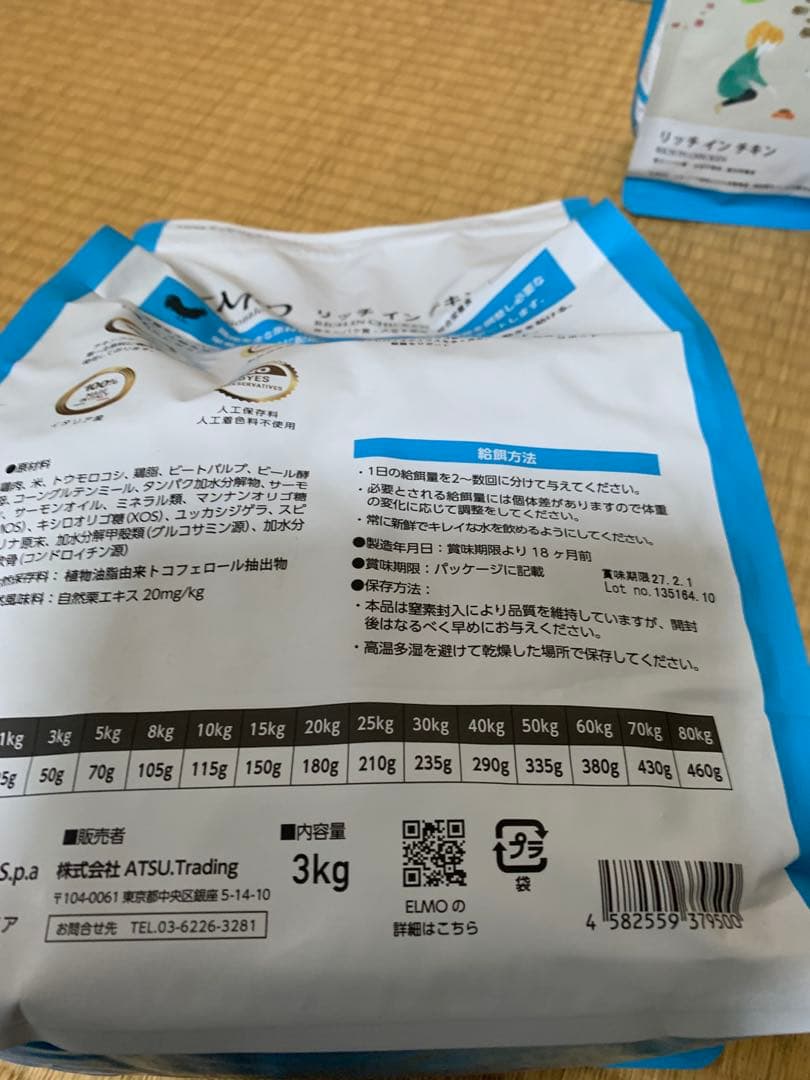 リッチ イン チキン
リッチ イン
RICH IN CHICKEN
100%
イタリア産
人工保存料
人工着色料不使用
●原材料
鶏肉、米、トウモロコシ、鶏脂、ビートパルプ、ビール酵
母、コーングルテンミール、タンパク加水分解物、サーモ
、サーモンオイル、ミネラル類、マンナンオリゴ糖
MOS)、キシロオリゴ糖(XOS)、ユッカシジゲラ、スピ
リナ原末、加水分解甲殻類(グルコサミン源)、加水分
軟骨(コンドロイチン源)
然保存料：植物油脂由来トコフェロール抽出物
然風味料：自然栗エキス 20mg/kg
給餌方法
・1日の給餌量を2〜数回に分けて与えてください。
・必要とされる給餌量には個体差がありますので体重
の変化に応じて調整をしてください。
・常に新鮮でキレイな水を飲めるようにしてください。
●製造年月日：賞味期限より 18 ヶ月前
●賞味期限：パッケージに記載
賞味期限27.2.1
Lot no.135164.10
●保存方法：
・本品は窒素封入により品質を維持していますが、開封
後はなるべく早めにお与えください。
・高温多湿を避けて乾燥した場所で保存してください。
1kg 3kg 5kg 8kg 10kg 15kg 20kg 25kg 30kg 40kg 50kg 60kg 70kg 80kg
5g 50g 70g 105g 115g 150g 180g 210g 235g 290g 335g 380g 430g 460g
■販売者
S.p.a 株式会社 ATSU.Trading
〒104-0061 東京都中央区銀座 5-14-10
ア お問合せ先 TEL.03-6226-3281
■内容量
3kg
ELMO の
詳細はこちら
プラ
袋
4 582559 379500